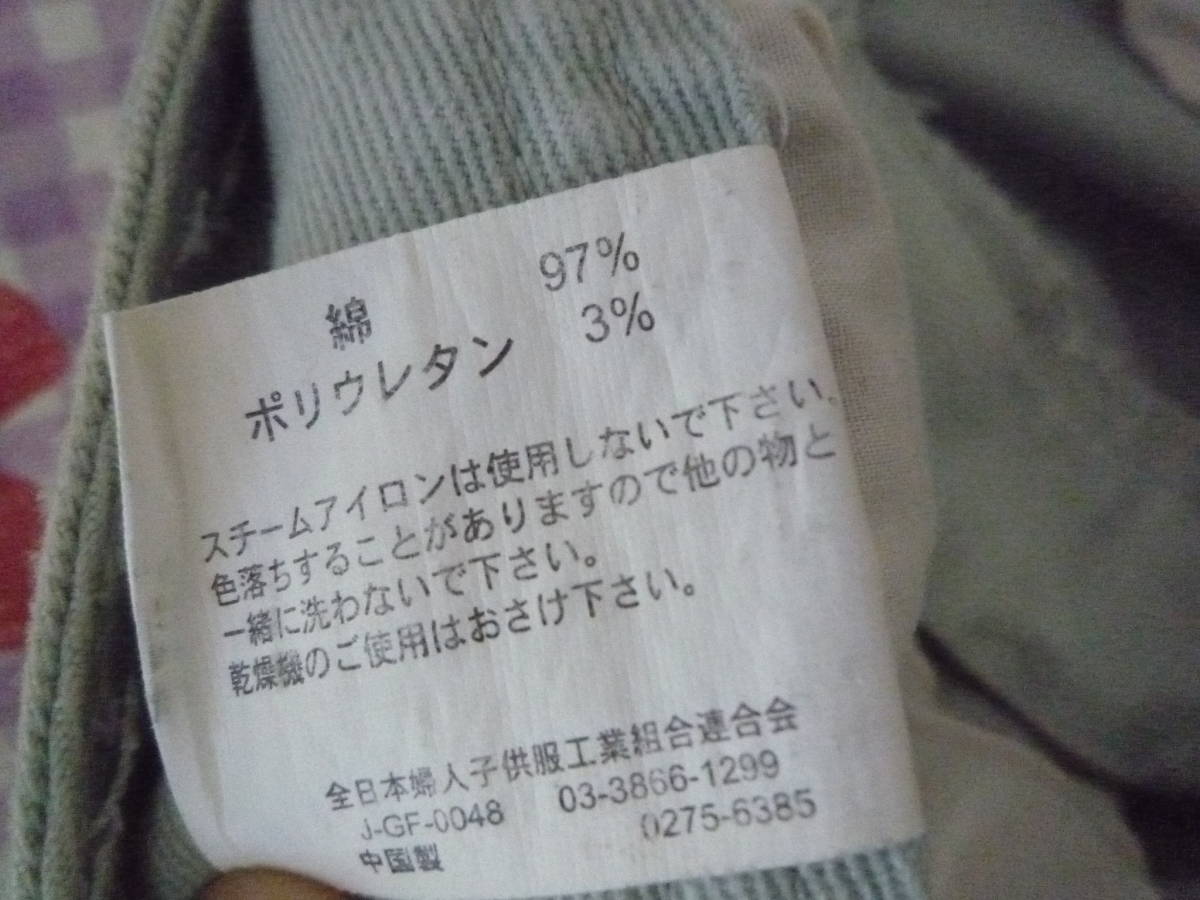 綿 97%
ポリウレタン 3%
スチームアイロンは使用しないで下さい。
色落ちすることがありますので他の物と
一緒に洗わないで下さい。
乾燥機のご使用はおさけ下さい。
全日本婦人子供服工業組合連合会
J-GF-0048 03-3866-1299
中国製 0275-6385